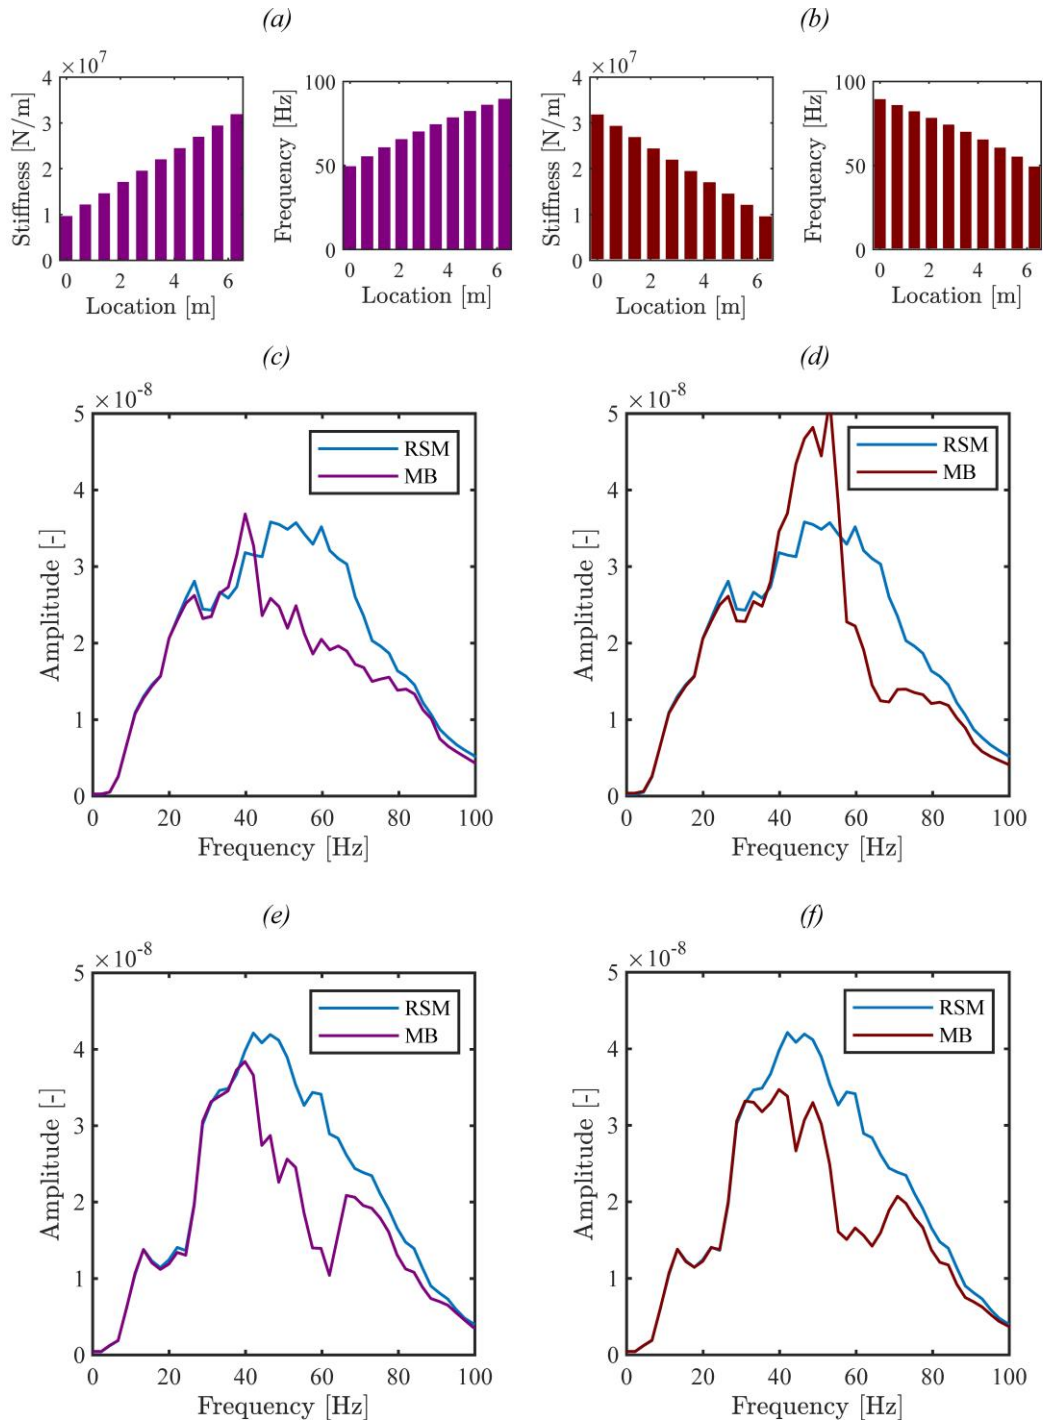 (a)
(b)
×10^7
4
3
2
1
0
Stiffness [N/m]
0 2 4 6
Location [m]
100
50
0
Frequency [Hz]
0 2 4 6
Location [m]
×10^7
4
3
2
1
0
Stiffness [N/m]
0 2 4 6
Location [m]
100
50
0
Frequency [Hz]
0 2 4 6
Location [m]
(c)
×10^-8
5
4
3
2
1
0
Amplitude [-]
RSM
MB
0 20 40 60 80 100
Frequency [Hz]
(d)
×10^-8
5
4
3
2
1
0
Amplitude [-]
RSM
MB
0 20 40 60 80 100
Frequency [Hz]
(e)
×10^-8
5
4
3
2
1
0
Amplitude [-]
RSM
MB
0 20 40 60 80 100
Frequency [Hz]
(f)
×10^-8
5
4
3
2
1
0
Amplitude [-]
RSM
MB
0 20 40 60 80 100
Frequency [Hz]